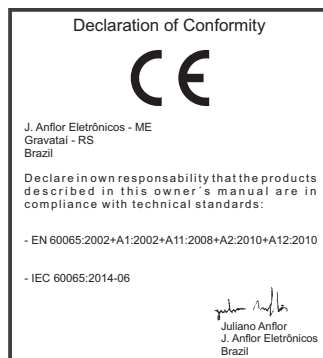 Declaration of Conformity
CE
J. Anflor Eletrônicos - ME
Gravataí - RS
Brazil
Declare in own responsability that the products
described in this owner´s manual are in
compliance with technical standards:
- EN 60065:2002+A1:2002+A11:2008+A2:2010+A12:2010
- IEC 60065:2014-06
Juliano Anflor
J. Anflor Eletrônicos
Brazil